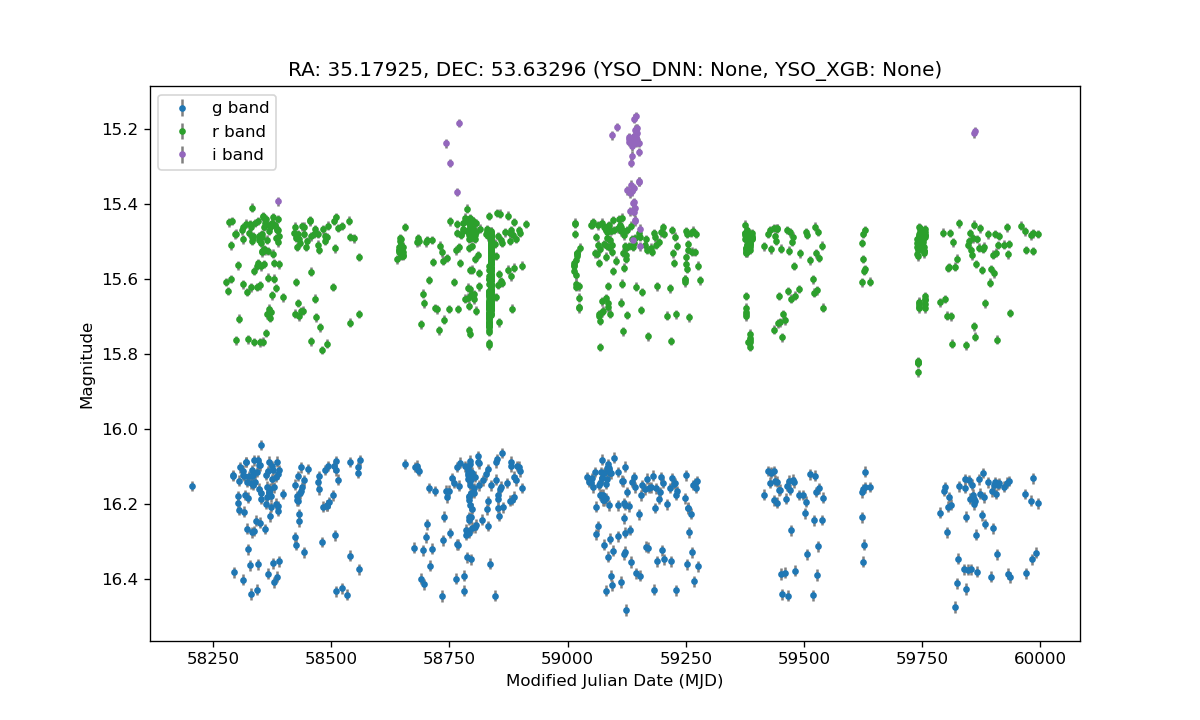 RA: 35.17925, DEC: 53.63296 (YSO_DNN: None, YSO_XGB: None)
g band
r band
i band
15.2
15.4
15.6
15.8
16.0
16.2
16.4
Magnitude
58250 58500 58750 59000 59250 59500 59750 60000
Modified Julian Date (MJD)